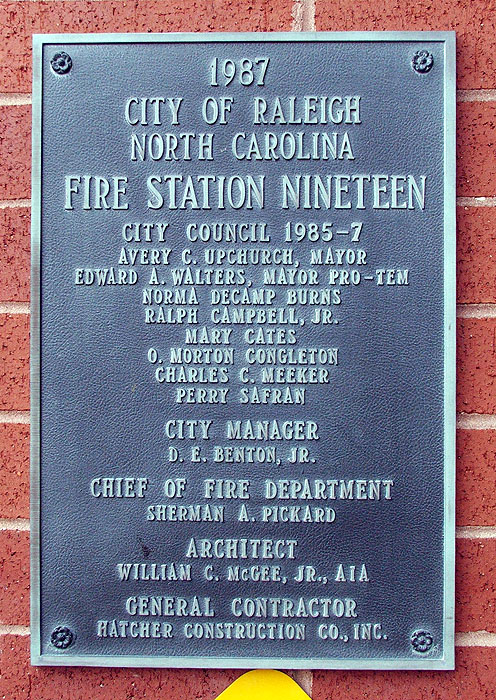 1987
CITY OF RALEIGH
NORTH CAROLINA
FIRE STATION NINETEEN
CITY COUNCIL 1985-7
AVERY C. UPCHURCH, MAYOR
EDWARD A. WALTERS, MAYOR PRO-TEM
NORMA DECAMP BURNS
RALPH CAMPBELL, JR.
MARY CATES
O. MORTON CONGLETON
CHARLES C. MEEKER
PERRY SAFRAN
CITY MANAGER
D. E. BENTON, JR.
CHIEF OF FIRE DEPARTMENT
SHERMAN A. PICKARD
ARCHITECT
WILLIAM C. McGEE, JR., AIA
GENERAL CONTRACTOR
HATCHER CONSTRUCTION CO., INC.